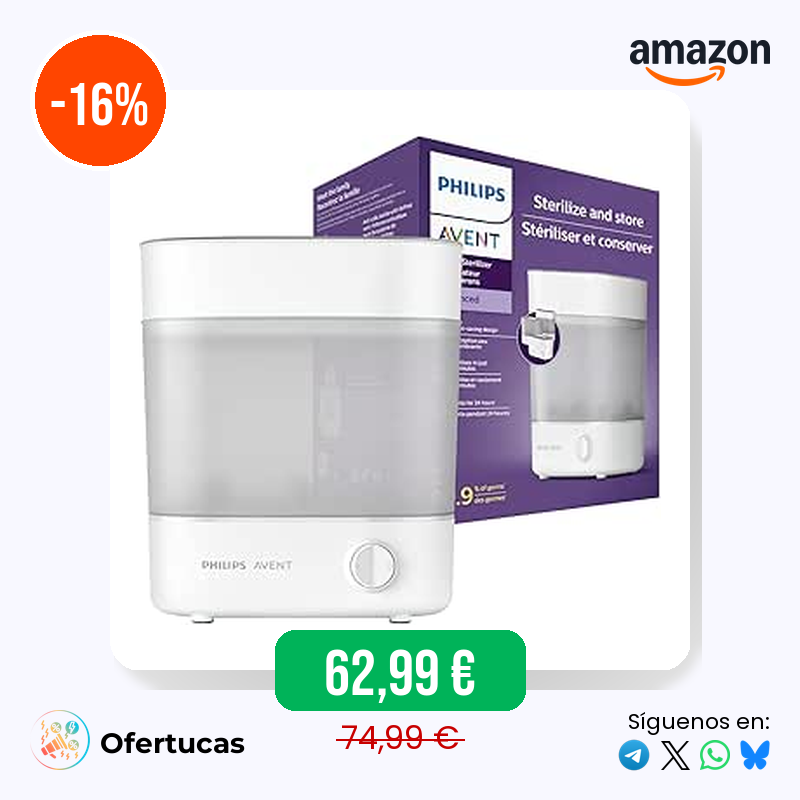 -16%
amazon
PHILIPS
AVENT
Sterilize and store
Stériliser et conserver
PHILIPS AVENT
62,99 €
74,99 €
Ofertucas
Síguenos en: